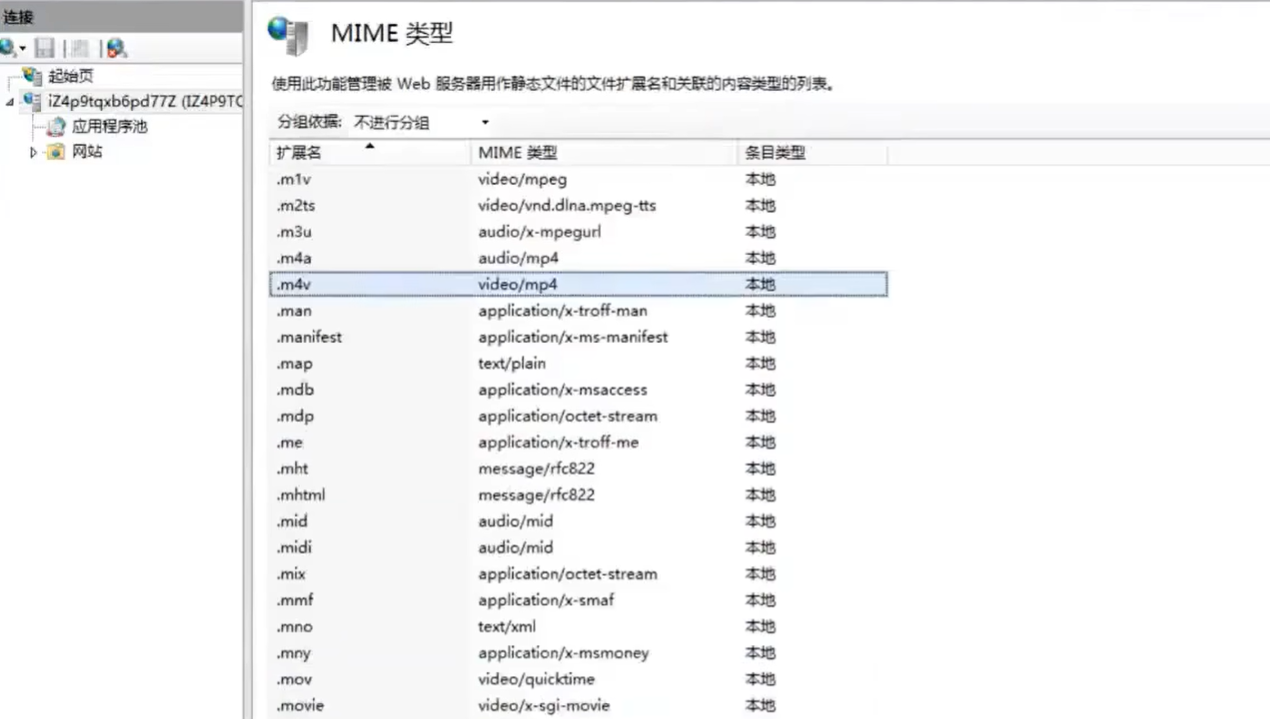 连接
起始页
iZ4p9tqxb6pd77Z (IZ4P9TC
应用程序池
网站
MIME 类型
使用此功能管理被 Web 服务器用作静态文件的文件扩展名和关联的内容类型的列表。
分组依据: 不进行分组
扩展名 MIME 类型 条目类型
.m1v video/mpeg 本地
.m2ts video/vnd.dlna.mpeg-tts 本地
.m3u audio/x-mpegurl 本地
.m4a audio/mp4 本地
.m4v video/mp4 本地
.man application/x-troff-man 本地
.manifest application/x-ms-manifest 本地
.map text/plain 本地
.mdb application/x-msaccess 本地
.mdp application/octet-stream 本地
.me application/x-troff-me 本地
.mht message/rfc822 本地
.mhtml message/rfc822 本地
.mid audio/mid 本地
.midi audio/mid 本地
.mix application/octet-stream 本地
.mmf application/x-smaf 本地
.mno text/xml 本地
.mny application/x-msmoney 本地
.mov video/quicktime 本地
.movie video/x-sgi-movie 本地